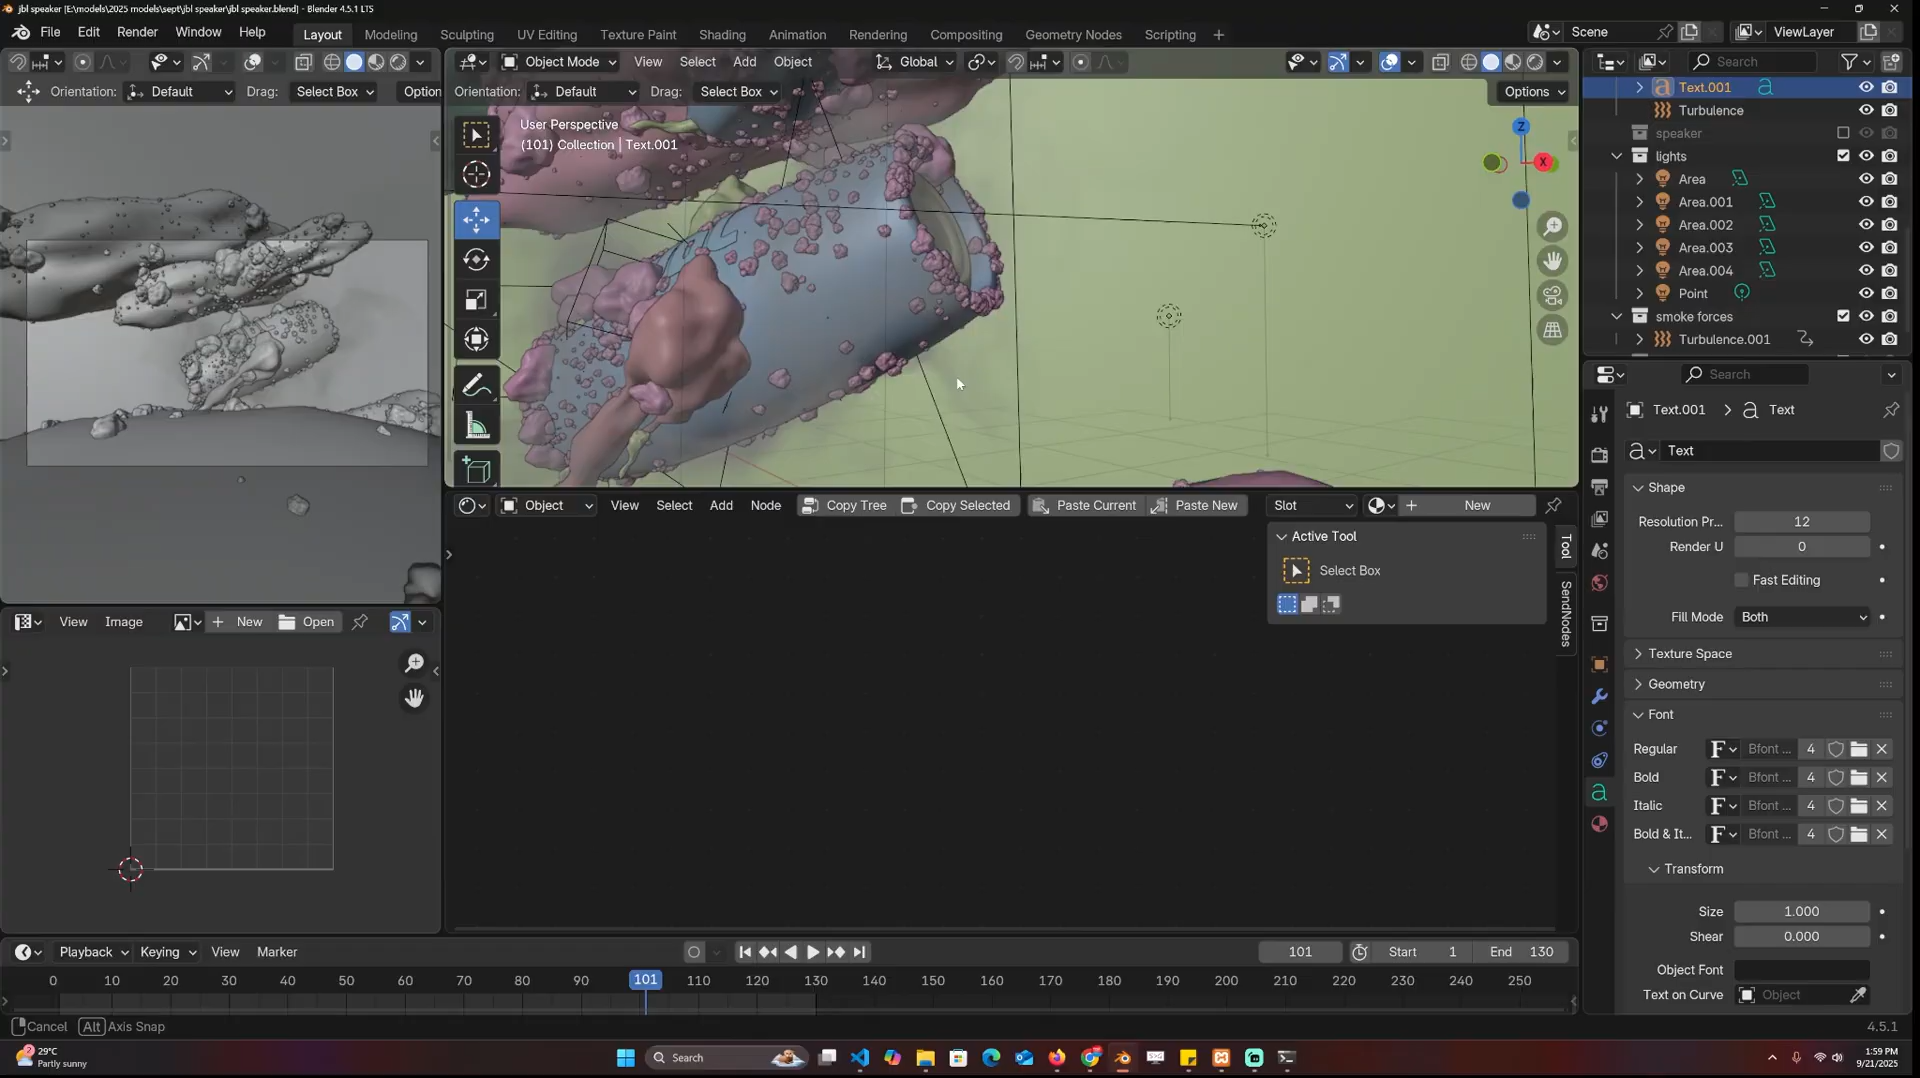 jbl speaker [E:\models\2025 models\sept\jbl speaker\jbl speaker.blend] - Blender 4.5.1 LTS
File Edit Render Window Help Layout Modeling Sculpting UV Editing Texture Paint Shading Animation Rendering Compositing Geometry Nodes Scripting + Scene ViewLayer
Object Mode View Select Add Object Global Search
Orientation: Default Drag: Select Box Option
Orientation: Default Drag: Select Box Options
User Perspective
(101) Collection | Text.001
Z
X
Text.001
Turbulence
speaker
lights
Area
Area.001
Area.002
Area.003
Area.004
Point
smoke forces
Turbulence.001
Search
Text.001 > Text
Text
Shape
Resolution Pr... 12
Render U 0
Fast Editing
Fill Mode Both
Texture Space
Geometry
Font
Regular F Bfont ... 4
Bold F Bfont ... 4
Italic F Bfont ... 4
Bold & It... F Bfont ... 4
Transform
Size 1.000
Shear 0.000
Object Font
Text on Curve Object
Object View Select Add Node Copy Tree Copy Selected Paste Current Paste New Slot New
Active Tool
Select Box
Tool
SendNodes
View Image New Open
Playback Keying View Marker 101 Start 1 End 130
0 10 20 30 40 50 60 70 80 90 101 110 120 130 140 150 160 170 180 190 200 210 220 230 240 250
Cancel Alt Axis Snap 4.5.1
29°C
Partly sunny
Search
1:59 PM
9/21/2025